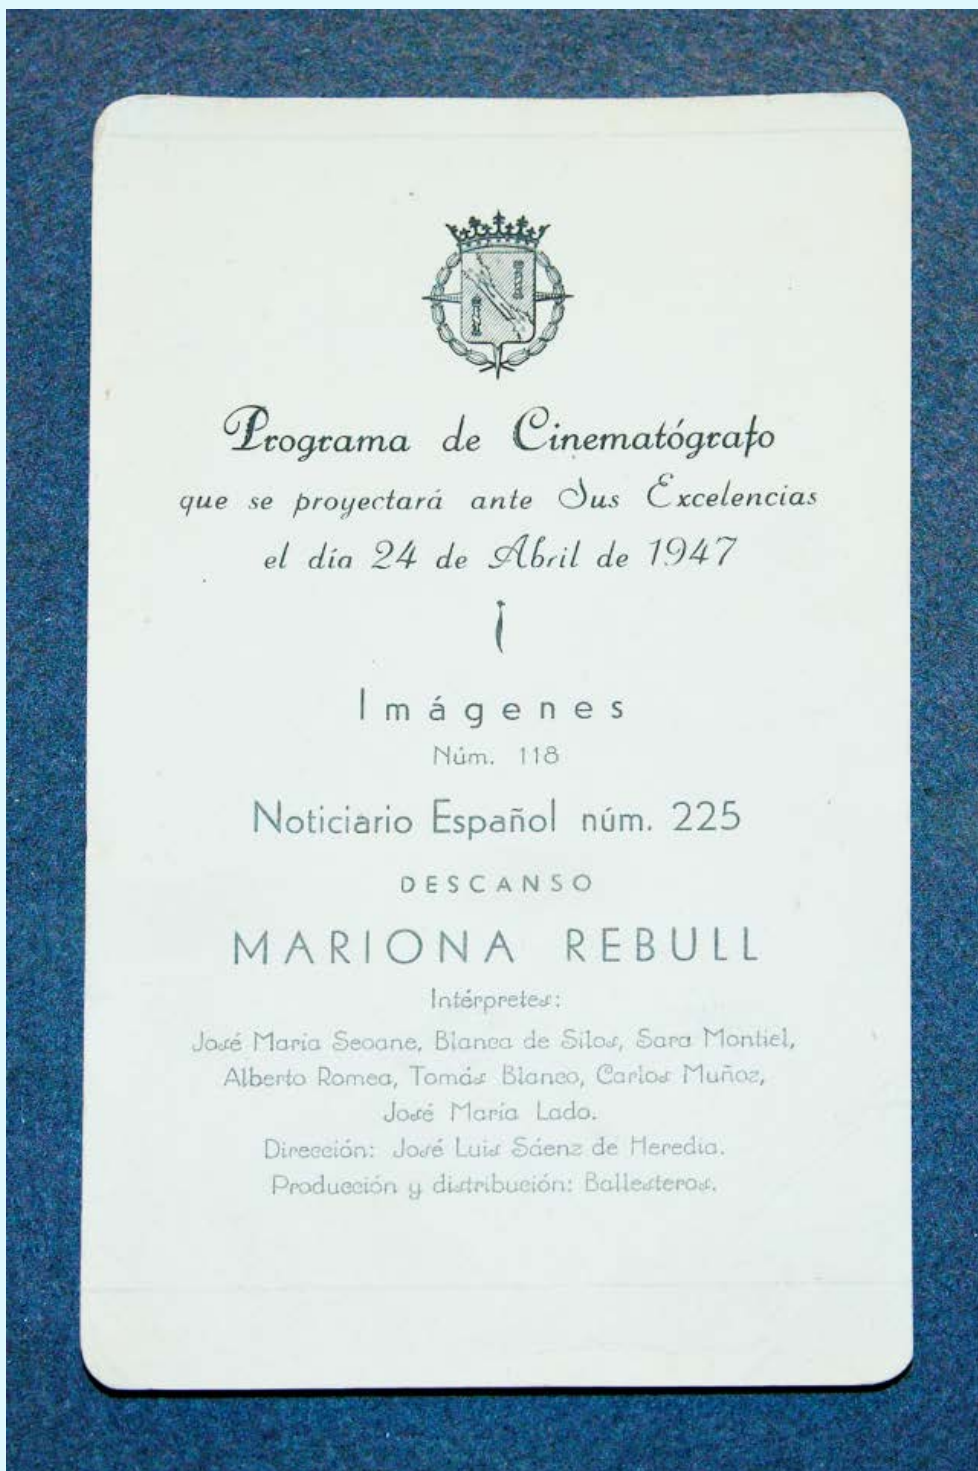 Programa de Cinematógrafo
que se proyectará ante Sus Excelencias
el día 24 de Abril de 1947
Imágenes
Núm. 118
Noticiario Español núm. 225
DESCANSO
MARIONA REBULL
Intérpretes:
José Maria Seoane, Blanca de Silos, Sara Montiel,
Alberto Romea, Tomás Blanco, Carlos Muñoz,
José María Lado.
Dirección: José Luis Sáenz de Heredia.
Producción y distribución: Ballesteros.